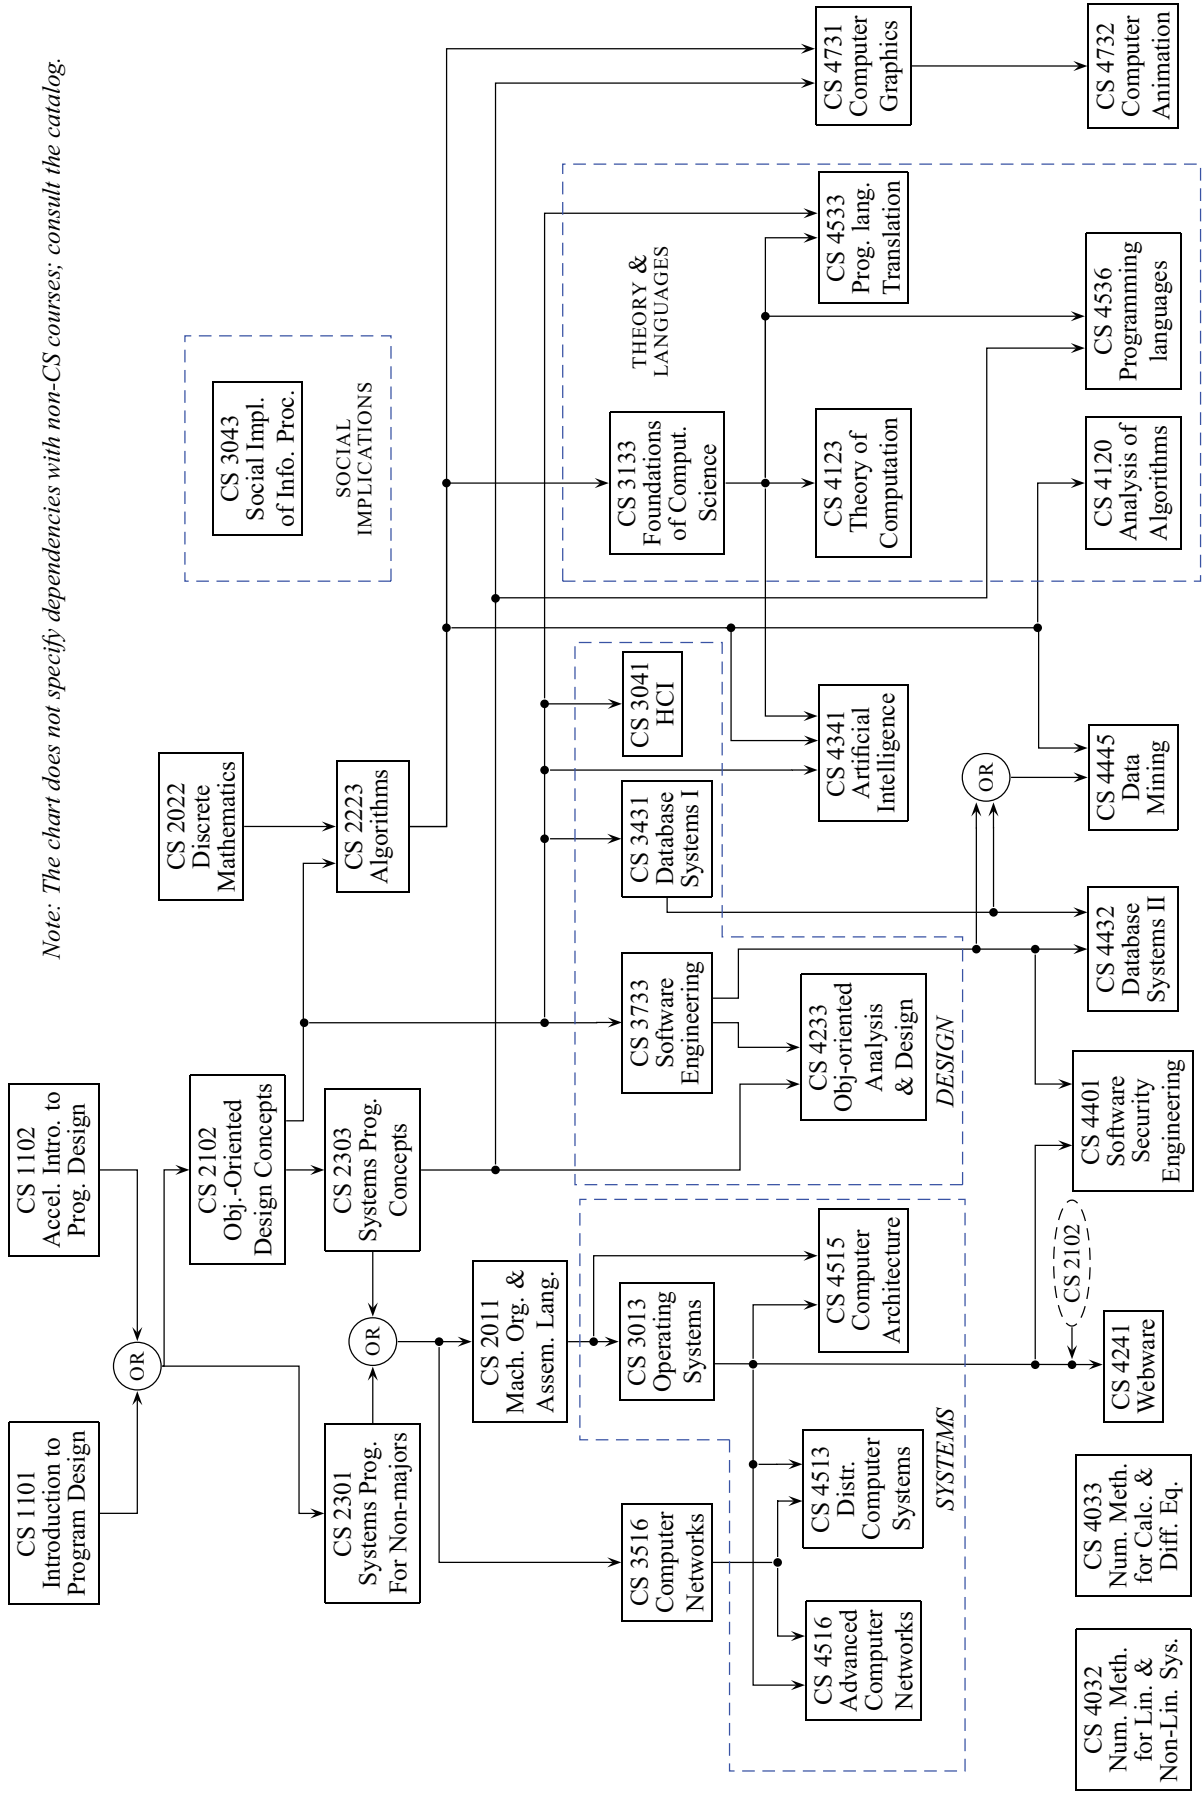 Note: The chart does not specify dependencies with non-CS courses; consult the catalog.
CS 1101
Introduction to
Program Design
CS 1102
Accel. Intro. to
Prog. Design
OR
CS 2022
Discrete
Mathematics
CS 3043
Social Impl.
of Info. Proc.
SOCIAL
IMPLICATIONS
CS 2102
Obj.-Oriented
Design Concepts
CS 2301
Systems Prog.
For Non-majors
OR
CS 2303
Systems Prog.
Concepts
CS 2223
Algorithms
CS 2011
Mach. Org. &
Assem. Lang.
CS 3516
Computer
Networks
CS 3013
Operating
Systems
CS 3733
Software
Engineering
CS 3431
Database
Systems I
CS 3041
HCI
CS 3133
Foundations
of Comput.
Science
THEORY &
LANGUAGES
CS 4516
Advanced
Computer
Networks
CS 4513
Distr.
Computer
Systems
CS 4515
Computer
Architecture
CS 4233
Obj-oriented
Analysis
& Design
CS 4341
Artificial
Intelligence
CS 4123
Theory of
Computation
CS 4533
Prog. lang.
Translation
CS 4731
Computer
Graphics
SYSTEMS
DESIGN
OR
CS 2102
CS 4032
Num. Meth.
for Lin. &
Non-Lin. Sys.
CS 4033
Num. Meth.
for Calc. &
Diff. Eq.
CS 4241
Webware
CS 4401
Software
Security
Engineering
CS 4432
Database
Systems II
CS 4445
Data
Mining
CS 4120
Analysis of
Algorithms
CS 4536
Programming
languages
CS 4732
Computer
Animation